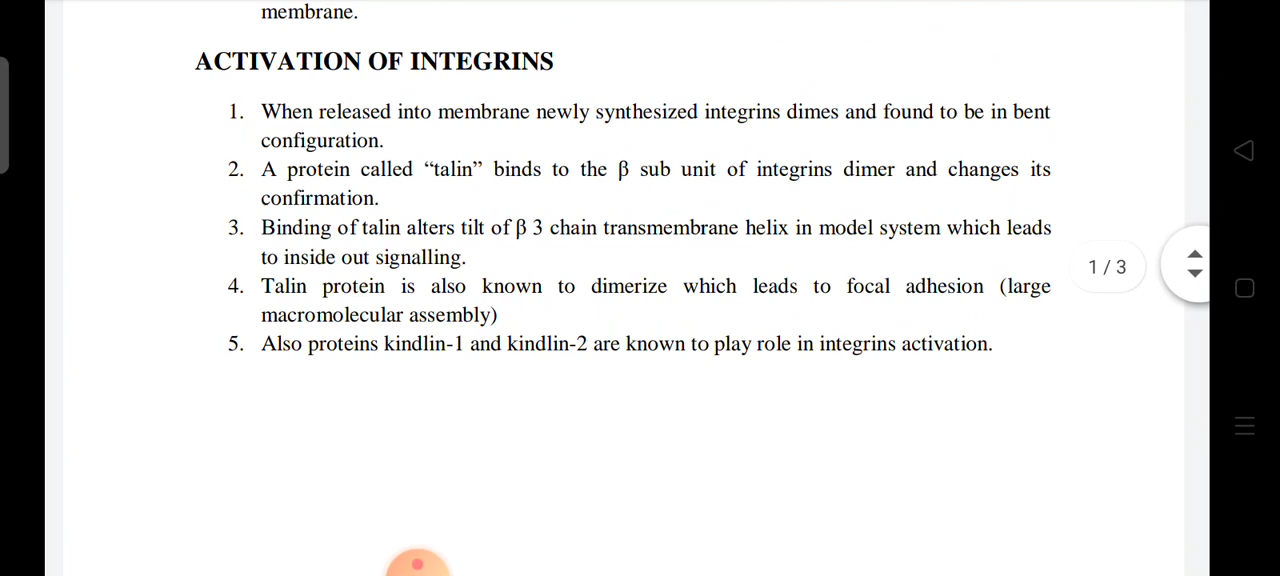 membrane.
ACTIVATION OF INTEGRINS
1. When released into membrane newly synthesized integrins dimes and found to be in bent
configuration.
2. A protein called “talin” binds to the β sub unit of integrins dimer and changes its
confirmation.
3. Binding of talin alters tilt of β 3 chain transmembrane helix in model system which leads
to inside out signalling.
4. Talin protein is also known to dimerize which leads to focal adhesion (large
macromolecular assembly)
5. Also proteins kindlin-1 and kindlin-2 are known to play role in integrins activation.
1 / 3